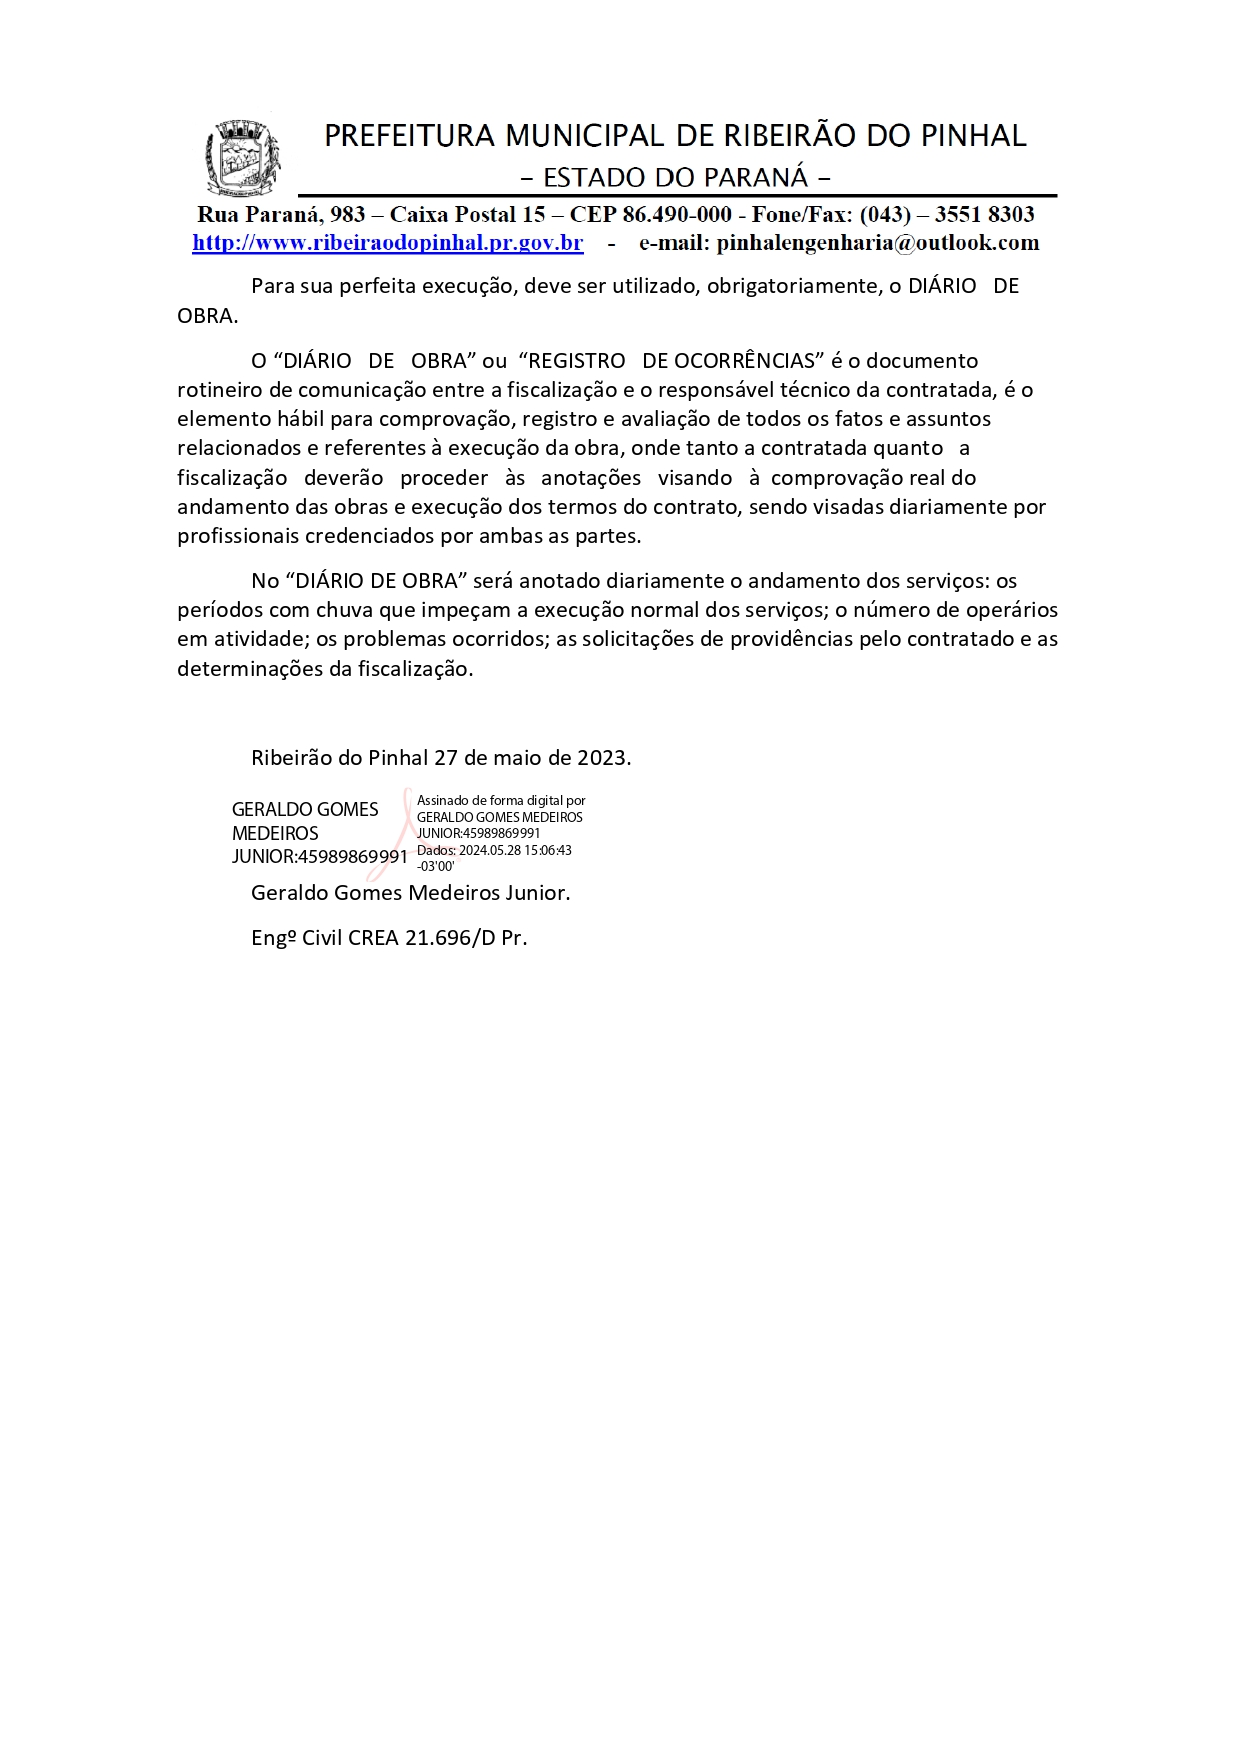 PREFEITURA MUNICIPAL DE RIBEIRÃO DO PINHAL
– ESTADO DO PARANÁ –
Rua Paraná, 983 – Caixa Postal 15 – CEP 86.490-000 - Fone/Fax: (043) – 3551 8303
http://www.ribeiraodopinhal.pr.gov.br - e-mail: pinhalengenharia@outlook.com
Para sua perfeita execução, deve ser utilizado, obrigatoriamente, o DIÁRIO DE
OBRA.
O “DIÁRIO DE OBRA” ou “REGISTRO DE OCORRÊNCIAS” é o documento
rotineiro de comunicação entre a fiscalização e o responsável técnico da contratada, é o
elemento hábil para comprovação, registro e avaliação de todos os fatos e assuntos
relacionados e referentes à execução da obra, onde tanto a contratada quanto a
fiscalização deverão proceder às anotações visando à comprovação real do
andamento das obras e execução dos termos do contrato, sendo visadas diariamente por
profissionais credenciados por ambas as partes.
No “DIÁRIO DE OBRA” será anotado diariamente o andamento dos serviços: os
períodos com chuva que impeçam a execução normal dos serviços; o número de operários
em atividade; os problemas ocorridos; as solicitações de providências pelo contratado e as
determinações da fiscalização.
Ribeirão do Pinhal 27 de maio de 2023.
GERALDO GOMES
MEDEIROS
JUNIOR:45989869991
Assinado de forma digital por
GERALDO GOMES MEDEIROS
JUNIOR:45989869991
Dados: 2024.05.28 15:06:43
-03'00'
Geraldo Gomes Medeiros Junior.
Engº Civil CREA 21.696/D Pr.